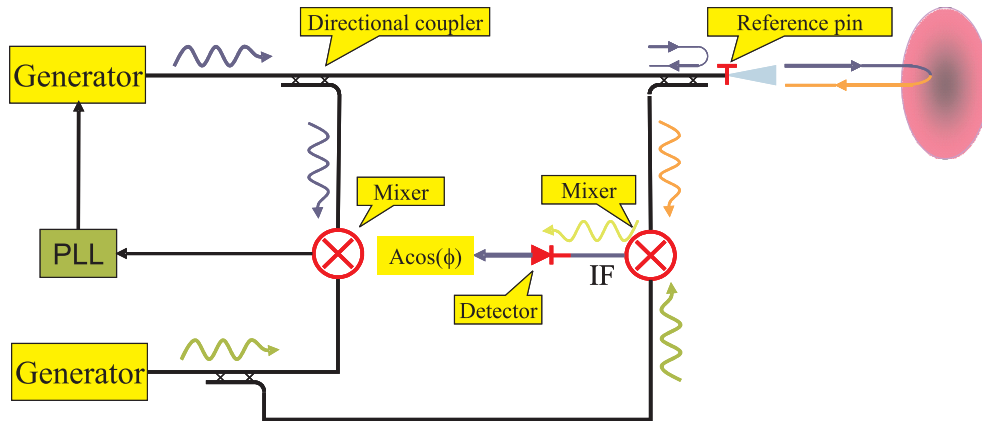 Directional coupler
Reference pin
Generator
Mixer
Mixer
PLL
Acos(ϕ)
IF
Detector
Generator